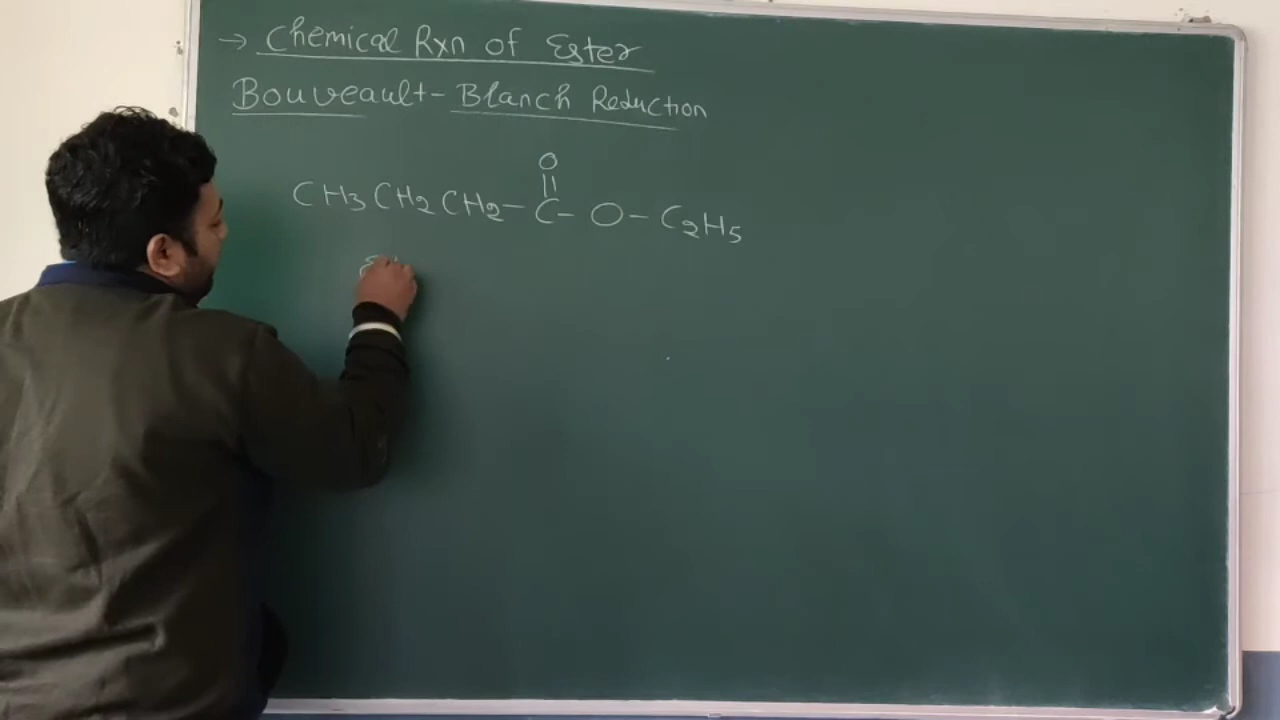 → Chemical Rxn of Ester
Bouveault - Blanch Reduction
O
||
CH3CH2CH2 - C - O - C2H5